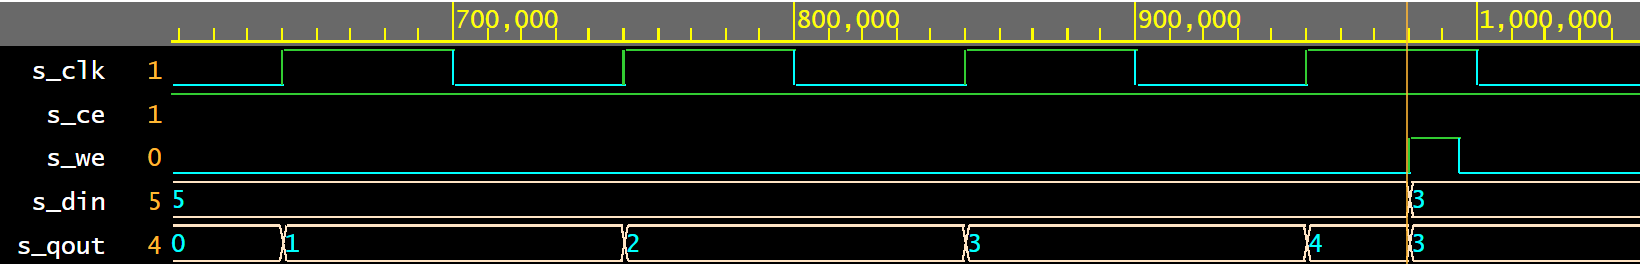 700,000 800,000 900,000 1,000,000
s_clk 1
s_ce 1
s_we 0
s_din 5 5 3
s_qout 4 0 1 2 3 4 3